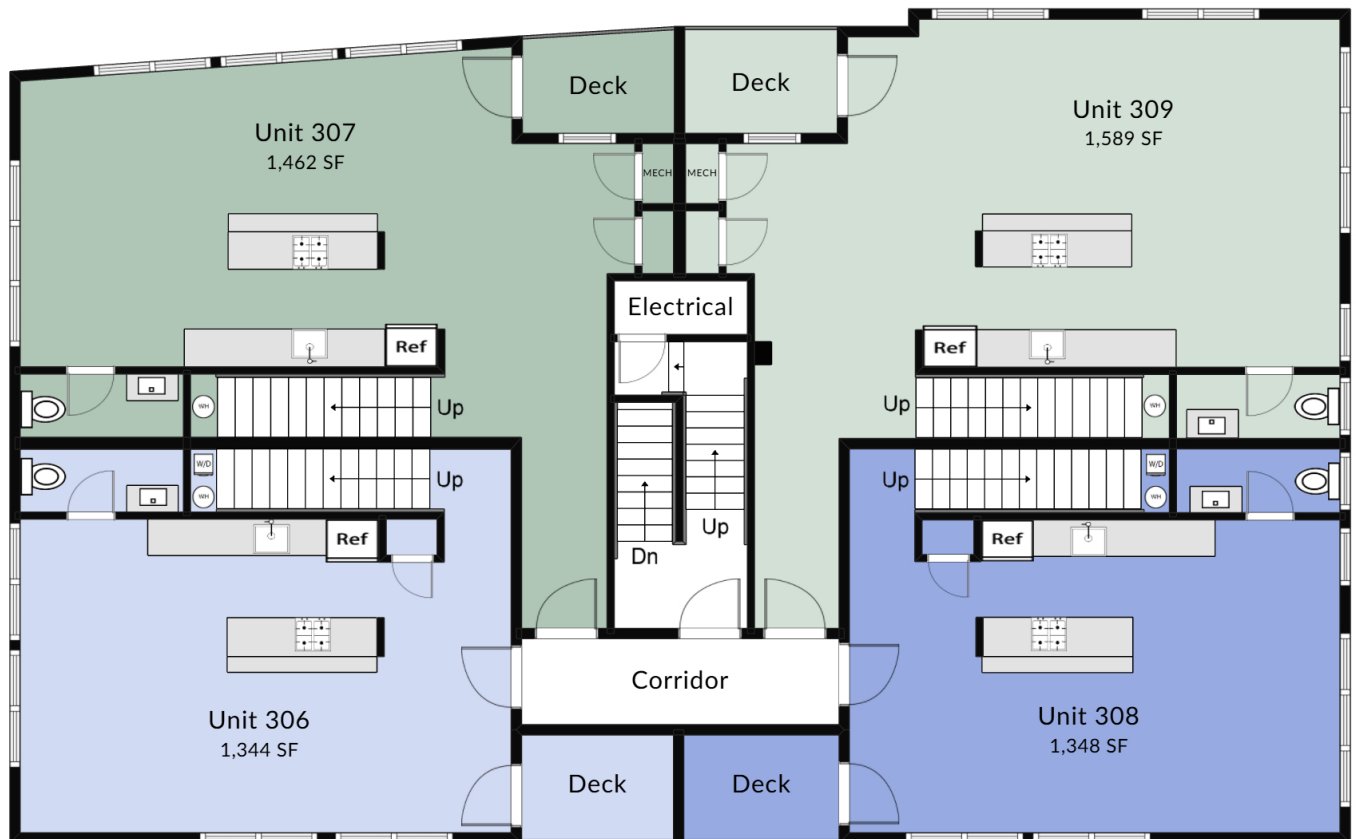 Deck
Deck
Unit 307
1,462 SF
Unit 309
1,589 SF
MECH
MECH
Electrical
Ref
Ref
WH
Up
Up
WH
W/D
WH
Up
Up
W/D
WH
Up
Dn
Ref
Ref
Corridor
Unit 306
1,344 SF
Unit 308
1,348 SF
Deck
Deck